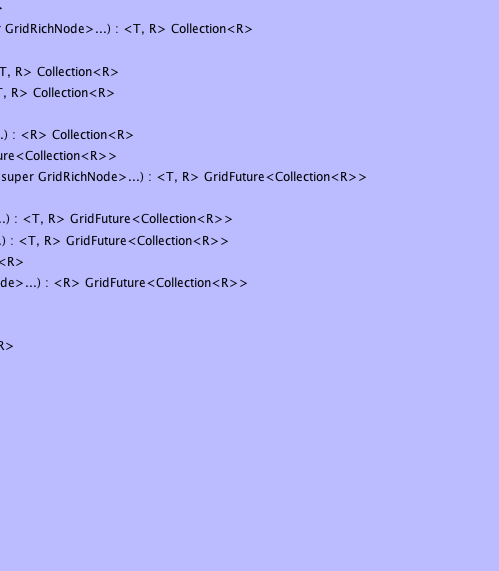 >
GridRichNode>...) : <T, R> Collection<R>
T, R> Collection<R>
T, R> Collection<R>
..) : <R> Collection<R>
ure<Collection<R>>
super GridRichNode>...) : <T, R> GridFuture<Collection<R>>
..) : <T, R> GridFuture<Collection<R>>
.) : <T, R> GridFuture<Collection<R>>
<R>
de>...) : <R> GridFuture<Collection<R>>
R>